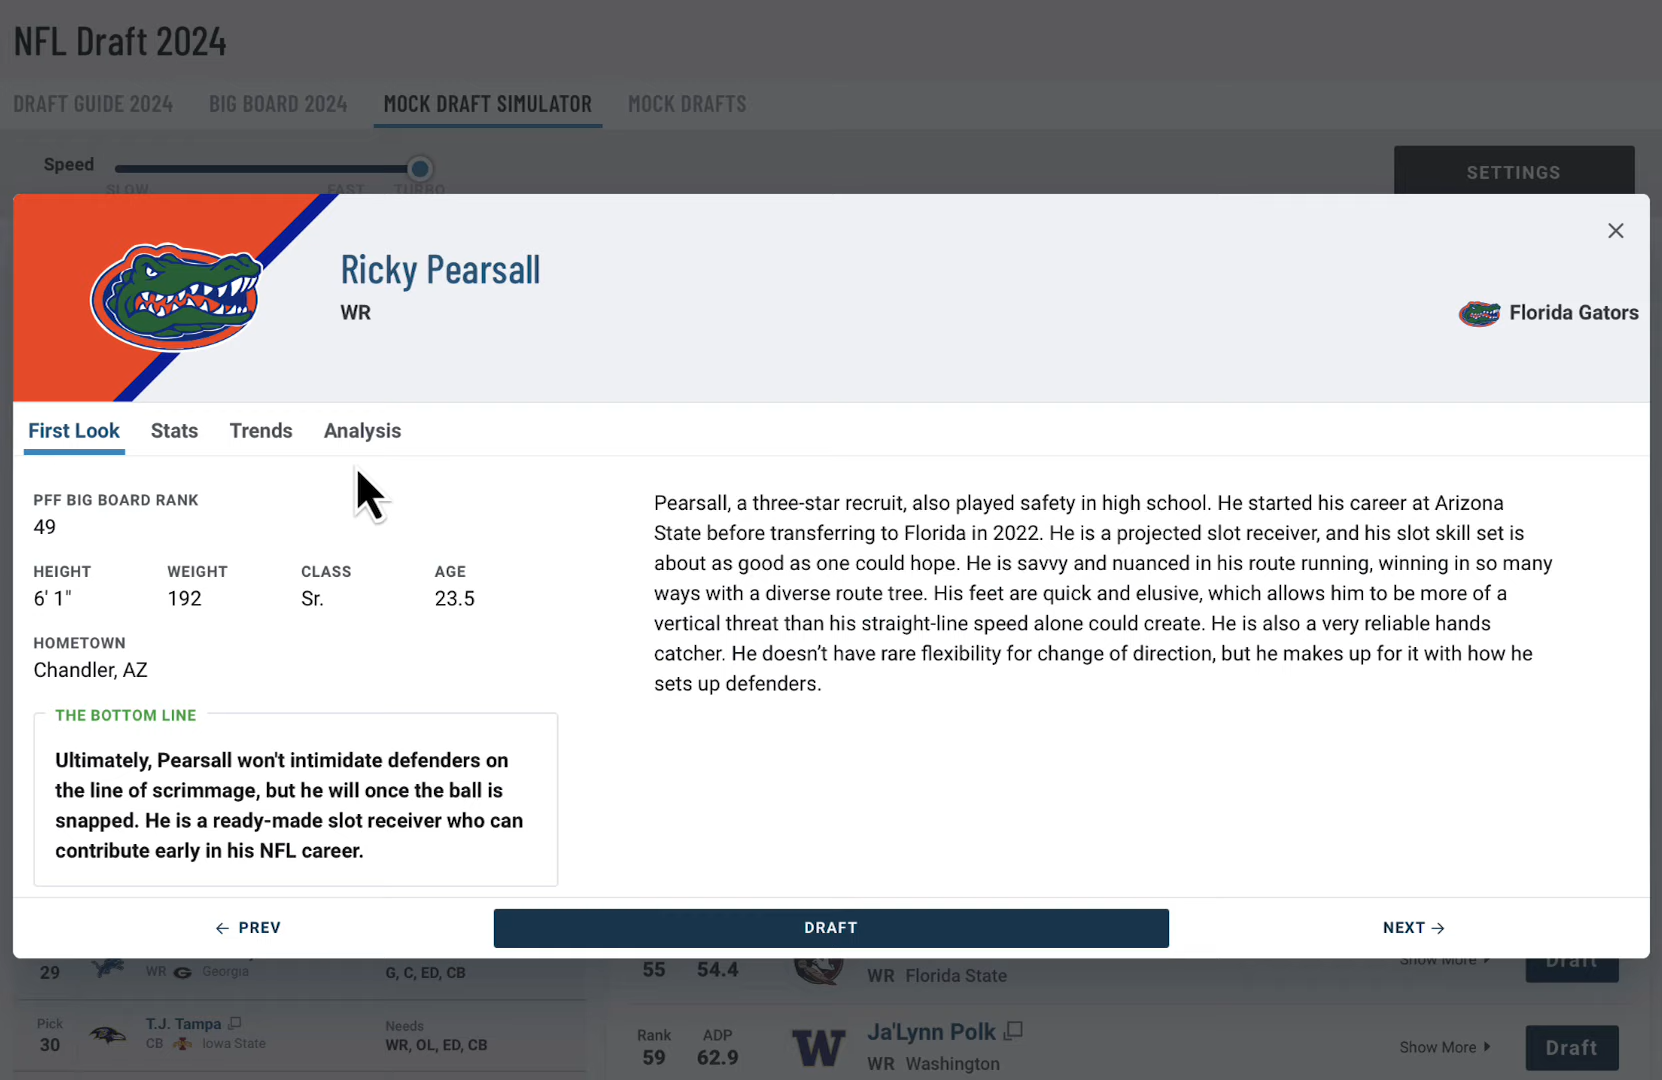 NFL Draft 2024
DRAFT GUIDE 2024 BIG BOARD 2024 MOCK DRAFT SIMULATOR MOCK DRAFTS
Speed
SLOW FAST TURBO
SETTINGS
Ricky Pearsall
WR
Florida Gators
First Look Stats Trends Analysis
PFF BIG BOARD RANK
49
HEIGHT WEIGHT CLASS AGE
6' 1" 192 Sr. 23.5
HOMETOWN
Chandler, AZ
THE BOTTOM LINE
Ultimately, Pearsall won't intimidate defenders on
the line of scrimmage, but he will once the ball is
snapped. He is a ready-made slot receiver who can
contribute early in his NFL career.
Pearsall, a three-star recruit, also played safety in high school. He started his career at Arizona
State before transferring to Florida in 2022. He is a projected slot receiver, and his slot skill set is
about as good as one could hope. He is savvy and nuanced in his route running, winning in so many
ways with a diverse route tree. His feet are quick and elusive, which allows him to be more of a
vertical threat than his straight-line speed alone could create. He is also a very reliable hands
catcher. He doesn’t have rare flexibility for change of direction, but he makes up for it with how he
sets up defenders.
← PREV DRAFT NEXT →
29 WR G Georgia G, C, ED, CB
55 54.4 WR Florida State Show More Draft
Pick T.J. Tampa Needs
30 CB Iowa State WR, OL, ED, CB
Rank ADP Ja'Lynn Polk
59 62.9 W WR Washington Show More Draft